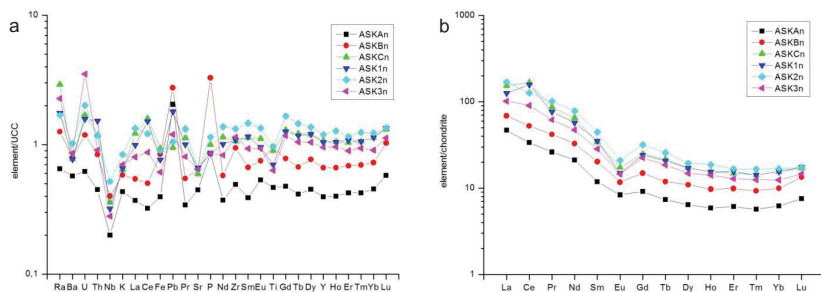 a
10
1
0,1
element/UCC
ASKAn
ASKBn
ASKCn
ASK1n
ASK2n
ASK3n
Ra Ba U Th Nb K La Ce Fe Pb Pr Sr P Nd Zr Sm Eu Ti Gd Tb Dy Y Ho Er Tm Yb Lu
b
1000
100
10
1
element/chondrite
ASKAn
ASKBn
ASKCn
ASK1n
ASK2n
ASK3n
La Ce Pr Nd Sm Eu Gd Tb Dy Ho Er Tm Yb Lu